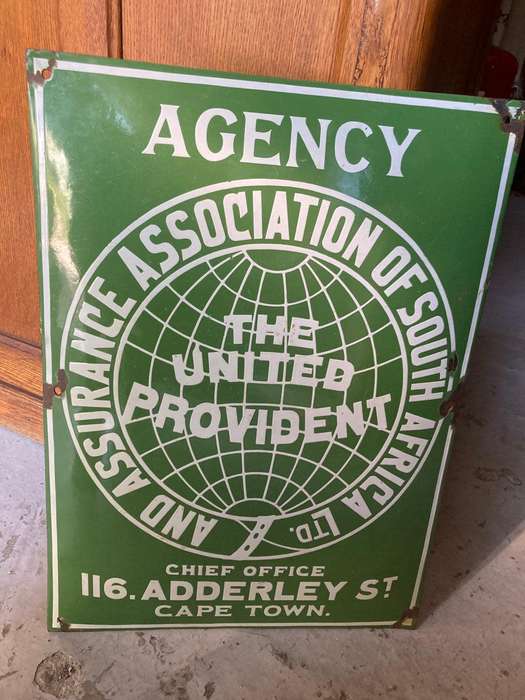 AGENCY
THE
UNITED
PROVIDENT
AND ASSURANCE ASSOCIATION OF SOUTH AFRICA LTD.
CHIEF OFFICE
116. ADDERLEY ST
CAPE TOWN.